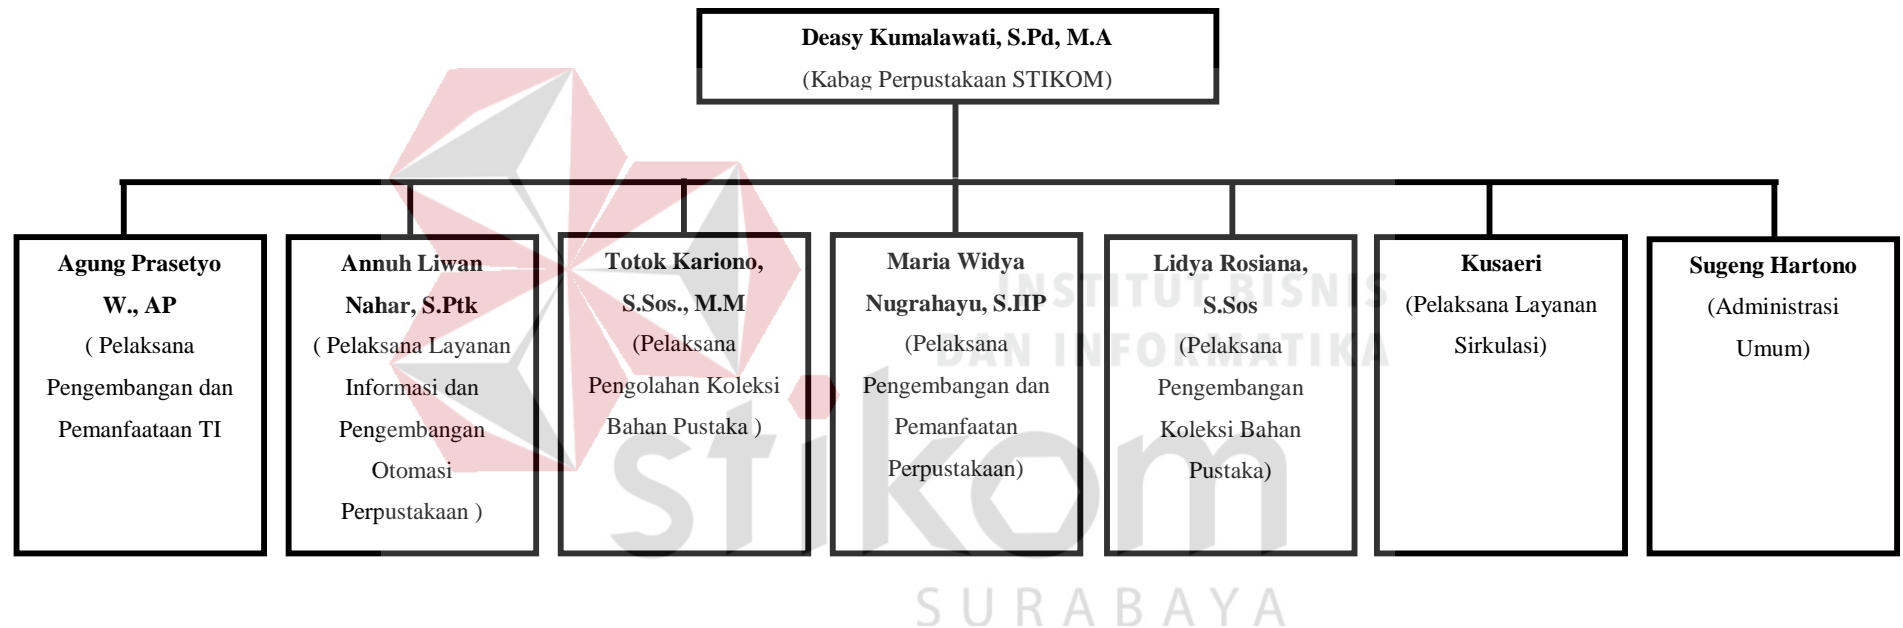 Deasy Kumalawati, S.Pd, M.A
(Kabag Perpustakaan STIKOM)
Agung Prasetyo
W., AP
( Pelaksana
Pengembangan dan
Pemanfaataan TI
Annuh Liwan
Nahar, S.Ptk
( Pelaksana Layanan
Informasi dan
Pengembangan
Otomasi
Perpustakaan )
Totok Kariono,
S.Sos., M.M
(Pelaksana
Pengolahan Koleksi
Bahan Pustaka )
Maria Widya
Nugrahayu, S.IIP
(Pelaksana
Pengembangan dan
Pemanfaatan
Perpustakaan)
Lidya Rosiana,
S.Sos
(Pelaksana
Pengembangan
Koleksi Bahan
Pustaka)
Kusaeri
(Pelaksana Layanan
Sirkulasi)
Sugeng Hartono
(Administrasi
Umum)
INSTITUT BISNIS
DAN INFORMATIKA
stikom
SURABAYA